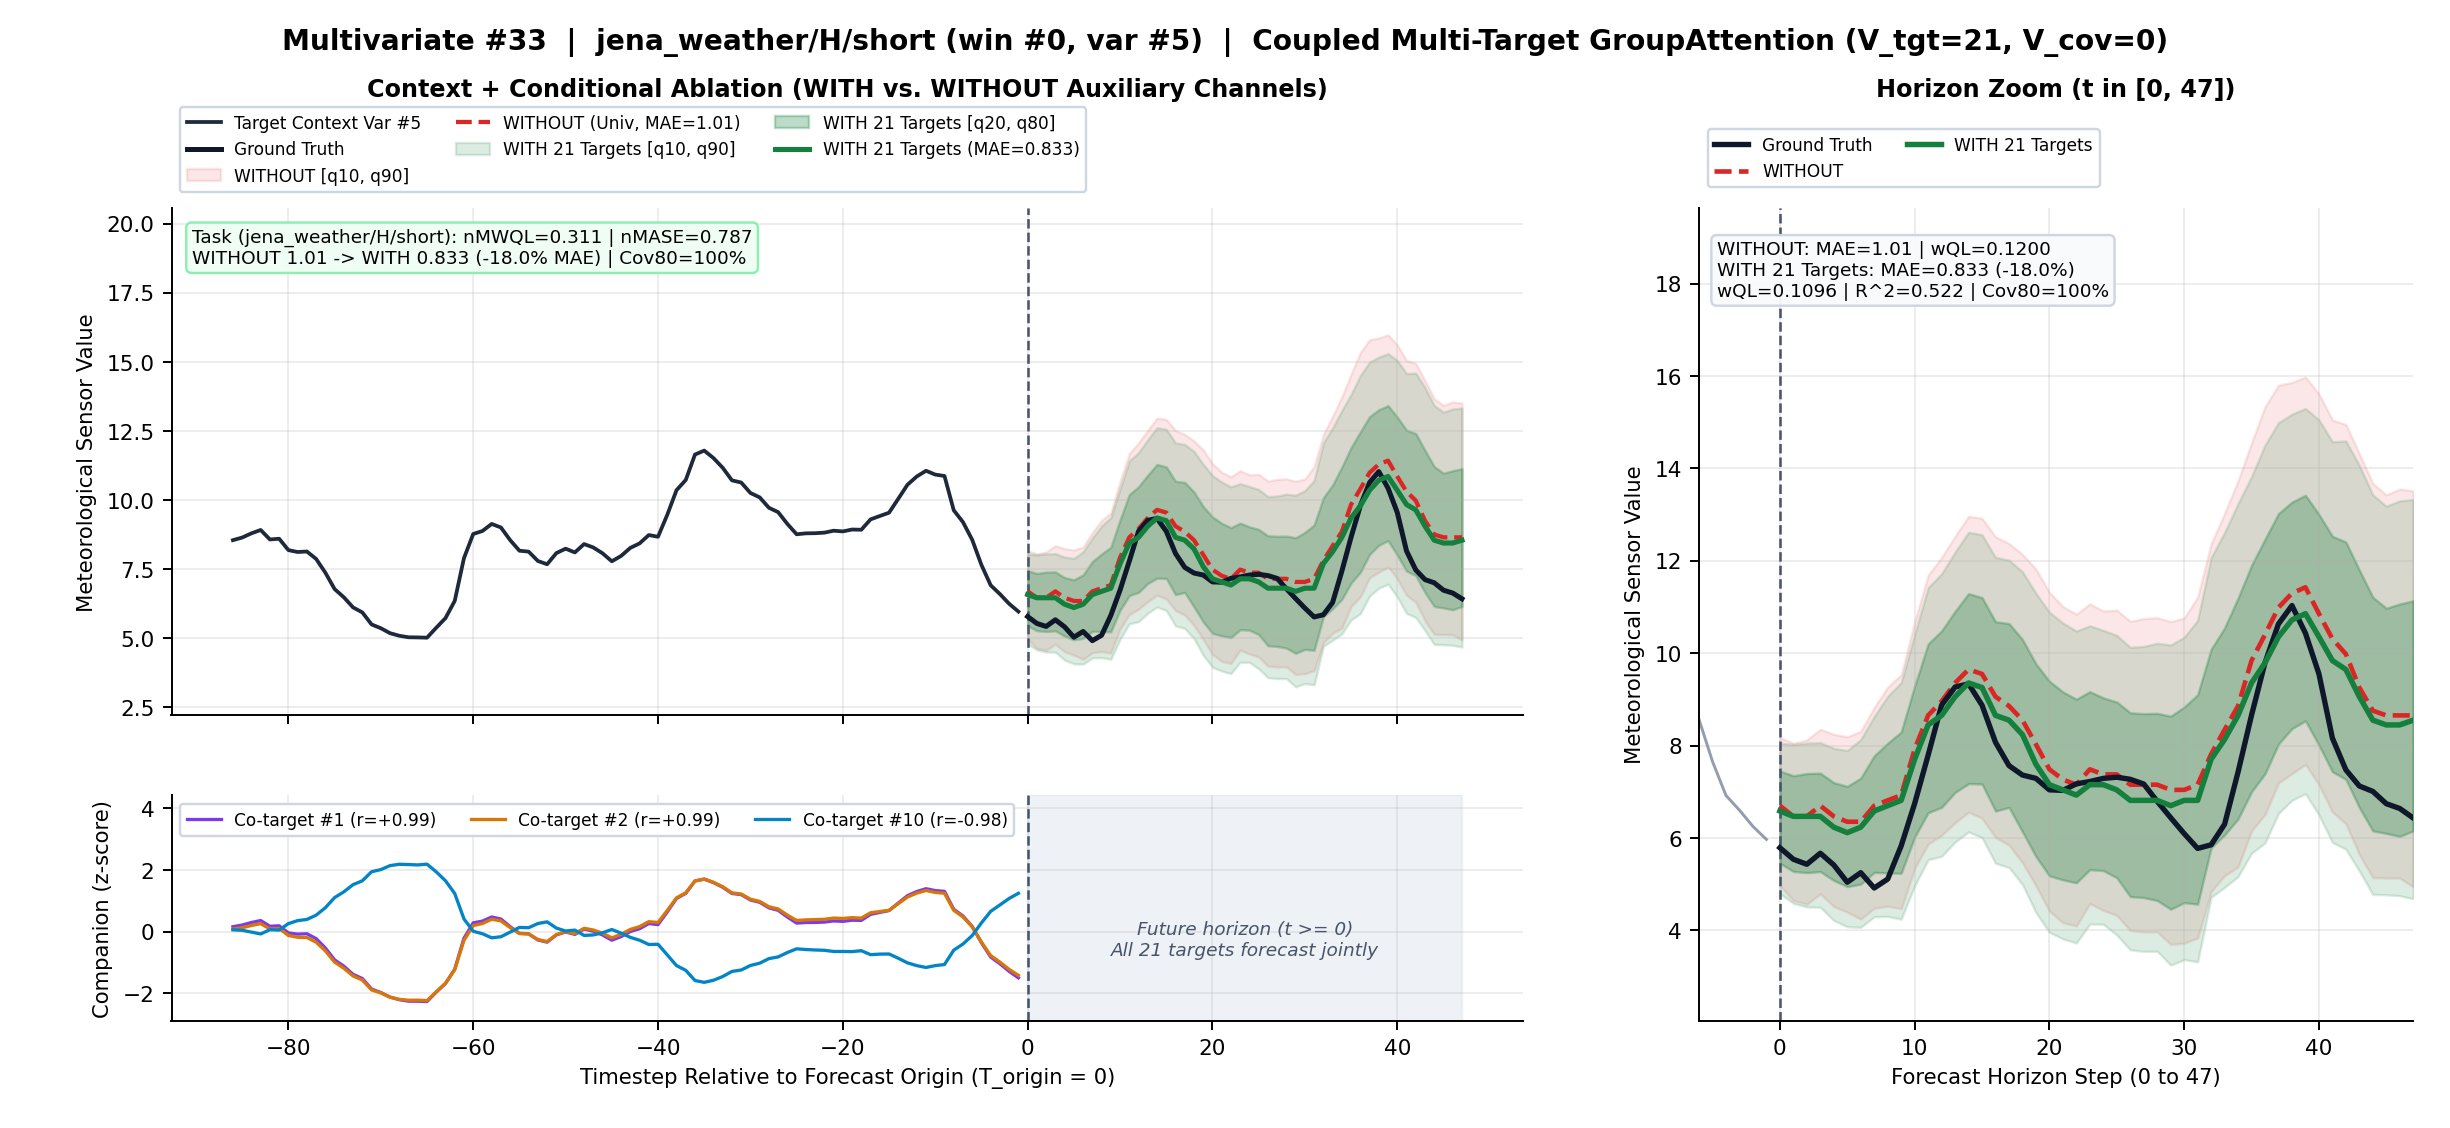 Multivariate #33 | jena_weather/H/short (win #0, var #5) | Coupled Multi-Target GroupAttention (V_tgt=21, V_cov=0)
Context + Conditional Ablation (WITH vs. WITHOUT Auxiliary Channels)
Target Context Var #5
Ground Truth
WITHOUT [q10, q90]
WITHOUT (Univ, MAE=1.01)
WITH 21 Targets [q10, q90]
WITH 21 Targets [q20, q80]
WITH 21 Targets (MAE=0.833)
Task (jena_weather/H/short): nMWQL=0.311 | nMASE=0.787
WITHOUT 1.01 -> WITH 0.833 (-18.0% MAE) | Cov80=100%
Meteorological Sensor Value
20.0
17.5
15.0
12.5
10.0
7.5
5.0
2.5
Co-target #1 (r=+0.99)
Co-target #2 (r=+0.99)
Co-target #10 (r=-0.98)
Companion (z-score)
4
2
0
−2
Future horizon (t >= 0)
All 21 targets forecast jointly
−80
−60
−40
−20
0
20
40
Timestep Relative to Forecast Origin (T_origin = 0)
Horizon Zoom (t in [0, 47])
Ground Truth
WITHOUT
WITH 21 Targets
WITHOUT: MAE=1.01 | wQL=0.1200
WITH 21 Targets: MAE=0.833 (-18.0%)
wQL=0.1096 | R^2=0.522 | Cov80=100%
Meteorological Sensor Value
18
16
14
12
10
8
6
4
0
10
20
30
40
Forecast Horizon Step (0 to 47)